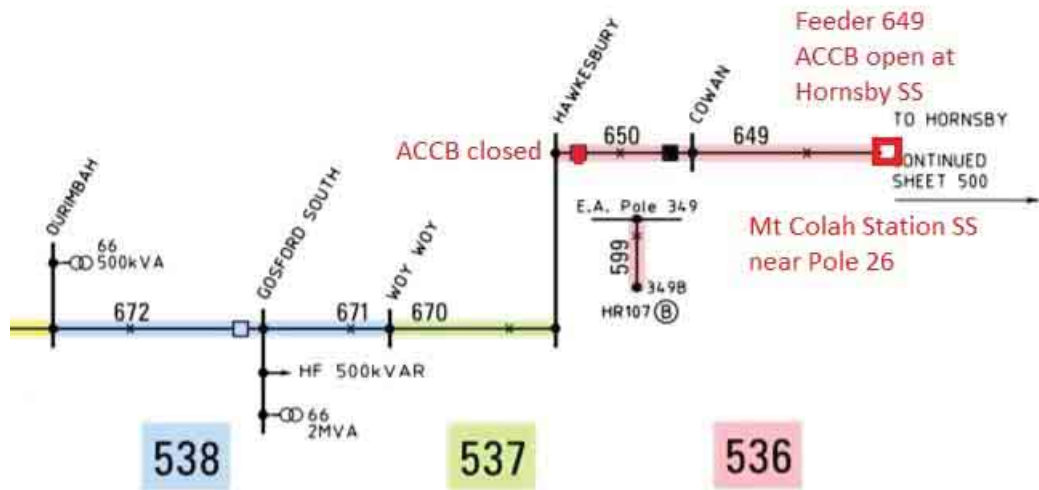 Feeder 649
ACCB open at
Hornsby SS
HAWKESBURY
COWAN
TO HORNSBY
ACCB closed
650
649
CONTINUED
SHEET 500
OURIMBAH
E.A. Pole 349
Mt Colah Station SS
near Pole 26
66
500kVA
GOSFORD SOUTH
WOY WOY
599
349B
HR107 B
672
671
670
HF 500kVAR
66
2MVA
538
537
536